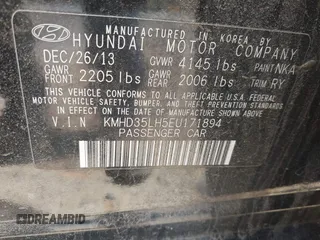 MANUFACTURED IN KOREA BY
HYUNDAI MOTOR COMPANY
DEC/26/13 GVWR 4145 lbs PAINT NKA
GAWR FRONT 2205 lbs GAWR REAR 2006 lbs TRIM RY
THIS VEHICLE CONFORMS TO ALL APPLICABLE U.S.A. FEDERAL
MOTOR VEHICLE SAFETY, BUMPER, AND THEFT PREVENTION STANDARDS
IN EFFECT ON THE DATE OF MANUFACTURE SHOWN ABOVE.
V.I.N KMHD35LH5EU171894
PASSENGER CAR
DREAMBID